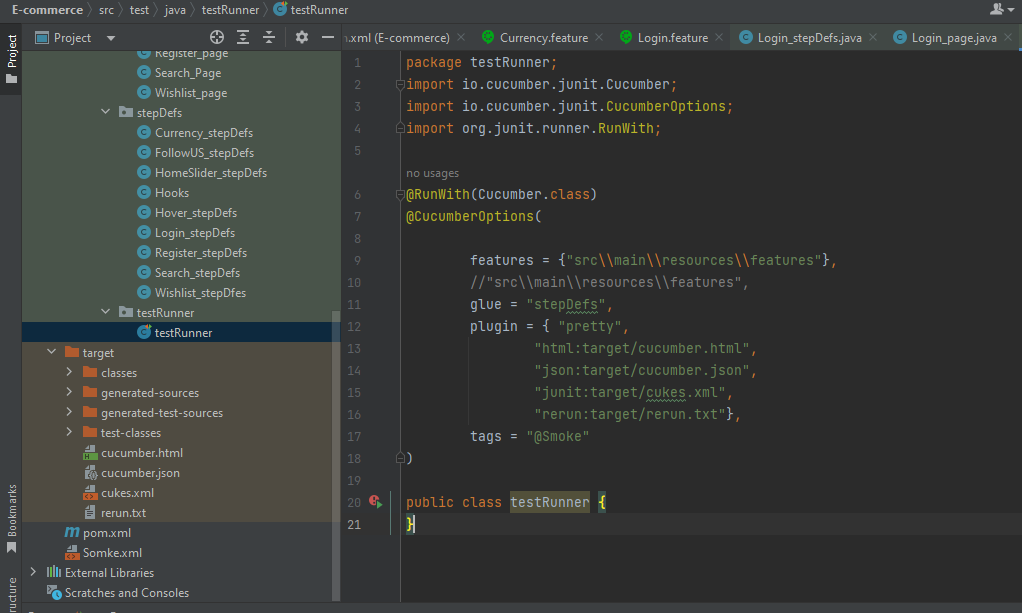 E-commerce src test java testRunner testRunner
Project
Project
.xml (E-commerce) Currency.feature Login.feature Login_stepDefs.java Login_page.java
Register_page
Search_Page
Wishlist_page
stepDefs
Currency_stepDefs
FollowUS_stepDefs
HomeSlider_stepDefs
Hooks
Hover_stepDefs
Login_stepDefs
Register_stepDefs
Search_stepDefs
Wishlist_stepDfes
testRunner
testRunner
target
classes
generated-sources
generated-test-sources
test-classes
cucumber.html
cucumber.json
cukes.xml
rerun.txt
pom.xml
Somke.xml
External Libraries
Scratches and Consoles
Bookmarks
ructure
1 package testRunner;
2 import io.cucumber.junit.Cucumber;
3 import io.cucumber.junit.CucumberOptions;
4 import org.junit.runner.RunWith;
5
no usages
6 @RunWith(Cucumber.class)
7 @CucumberOptions(
8
9 features = {"src\\main\\resources\\features"},
10 //"src\\main\\resources\\features",
11 glue = "stepDefs",
12 plugin = { "pretty",
13 "html:target/cucumber.html",
14 "json:target/cucumber.json",
15 "junit:target/cukes.xml",
16 "rerun:target/rerun.txt"},
17 tags = "@Smoke"
18 )
19
20 public class testRunner {
21 }